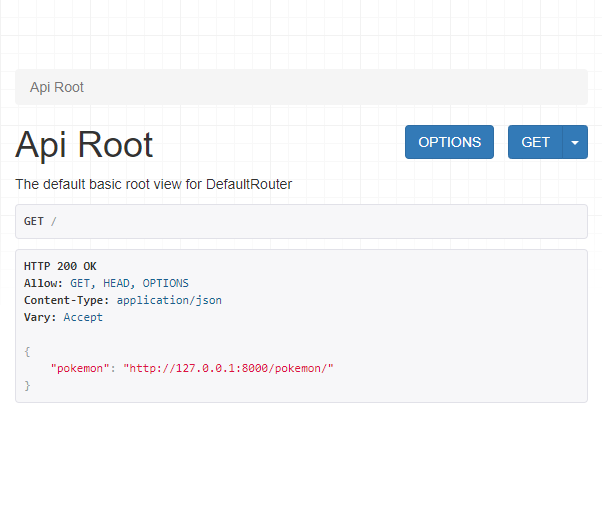 Api Root
Api Root
OPTIONS
GET
The default basic root view for DefaultRouter
GET /
HTTP 200 OK
Allow: GET, HEAD, OPTIONS
Content-Type: application/json
Vary: Accept
{
    "pokemon": "http://127.0.0.1:8000/pokemon/"
}